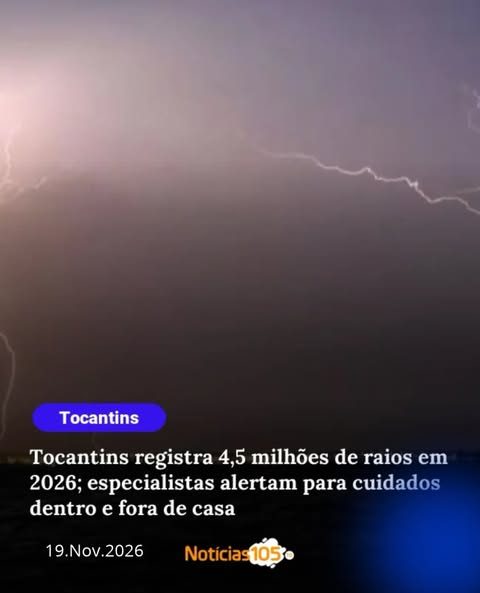 Tocantins
Tocantins registra 4,5 milhões de raios em
2026; especialistas alertam para cuidados
dentro e fora de casa
19.Nov.2026
Notícias105